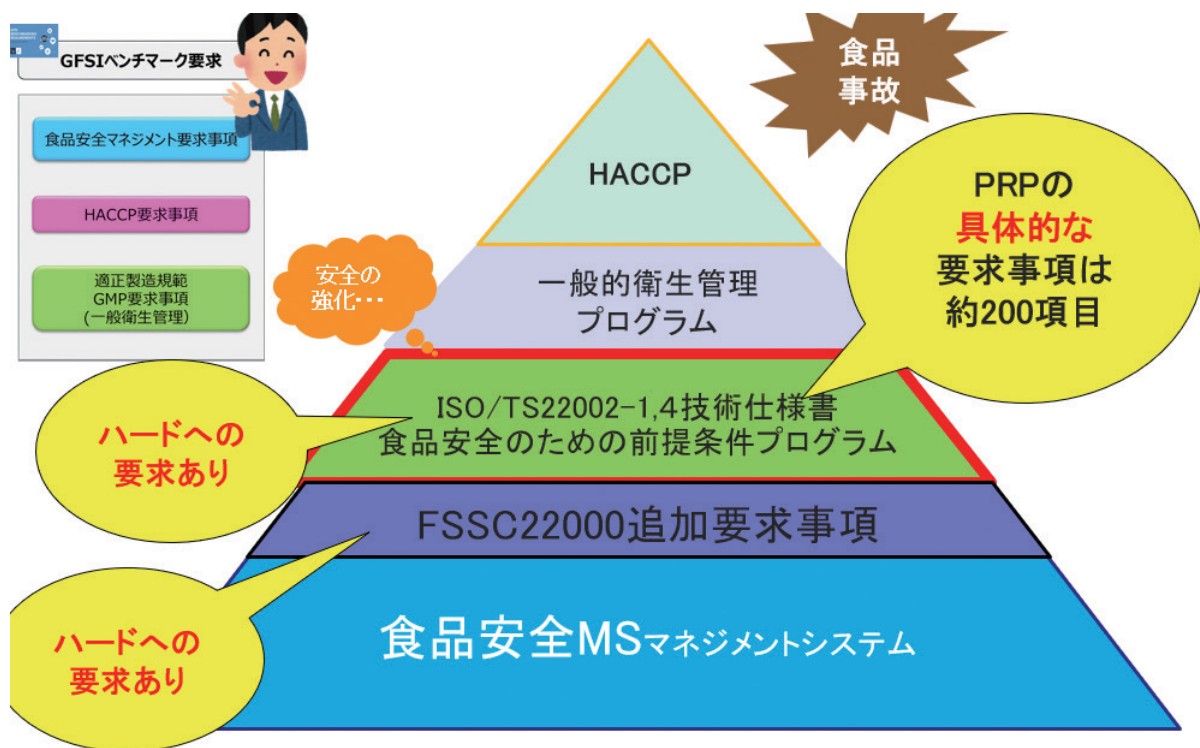 GFSIベンチマーク要求
食品安全マネジメント要求事項
HACCP要求事項
適正製造規範
GMP要求事項
(一般衛生管理)
食品
事故
HACCP
PRPの
具体的な
要求事項は
約200項目
安全の
強化・・・
一般的衛生管理
プログラム
ISO/TS22002-1,4技術仕様書
食品安全のための前提条件プログラム
ハードへの
要求あり
FSSC22000追加要求事項
ハードへの
要求あり
食品安全MSマネジメントシステム